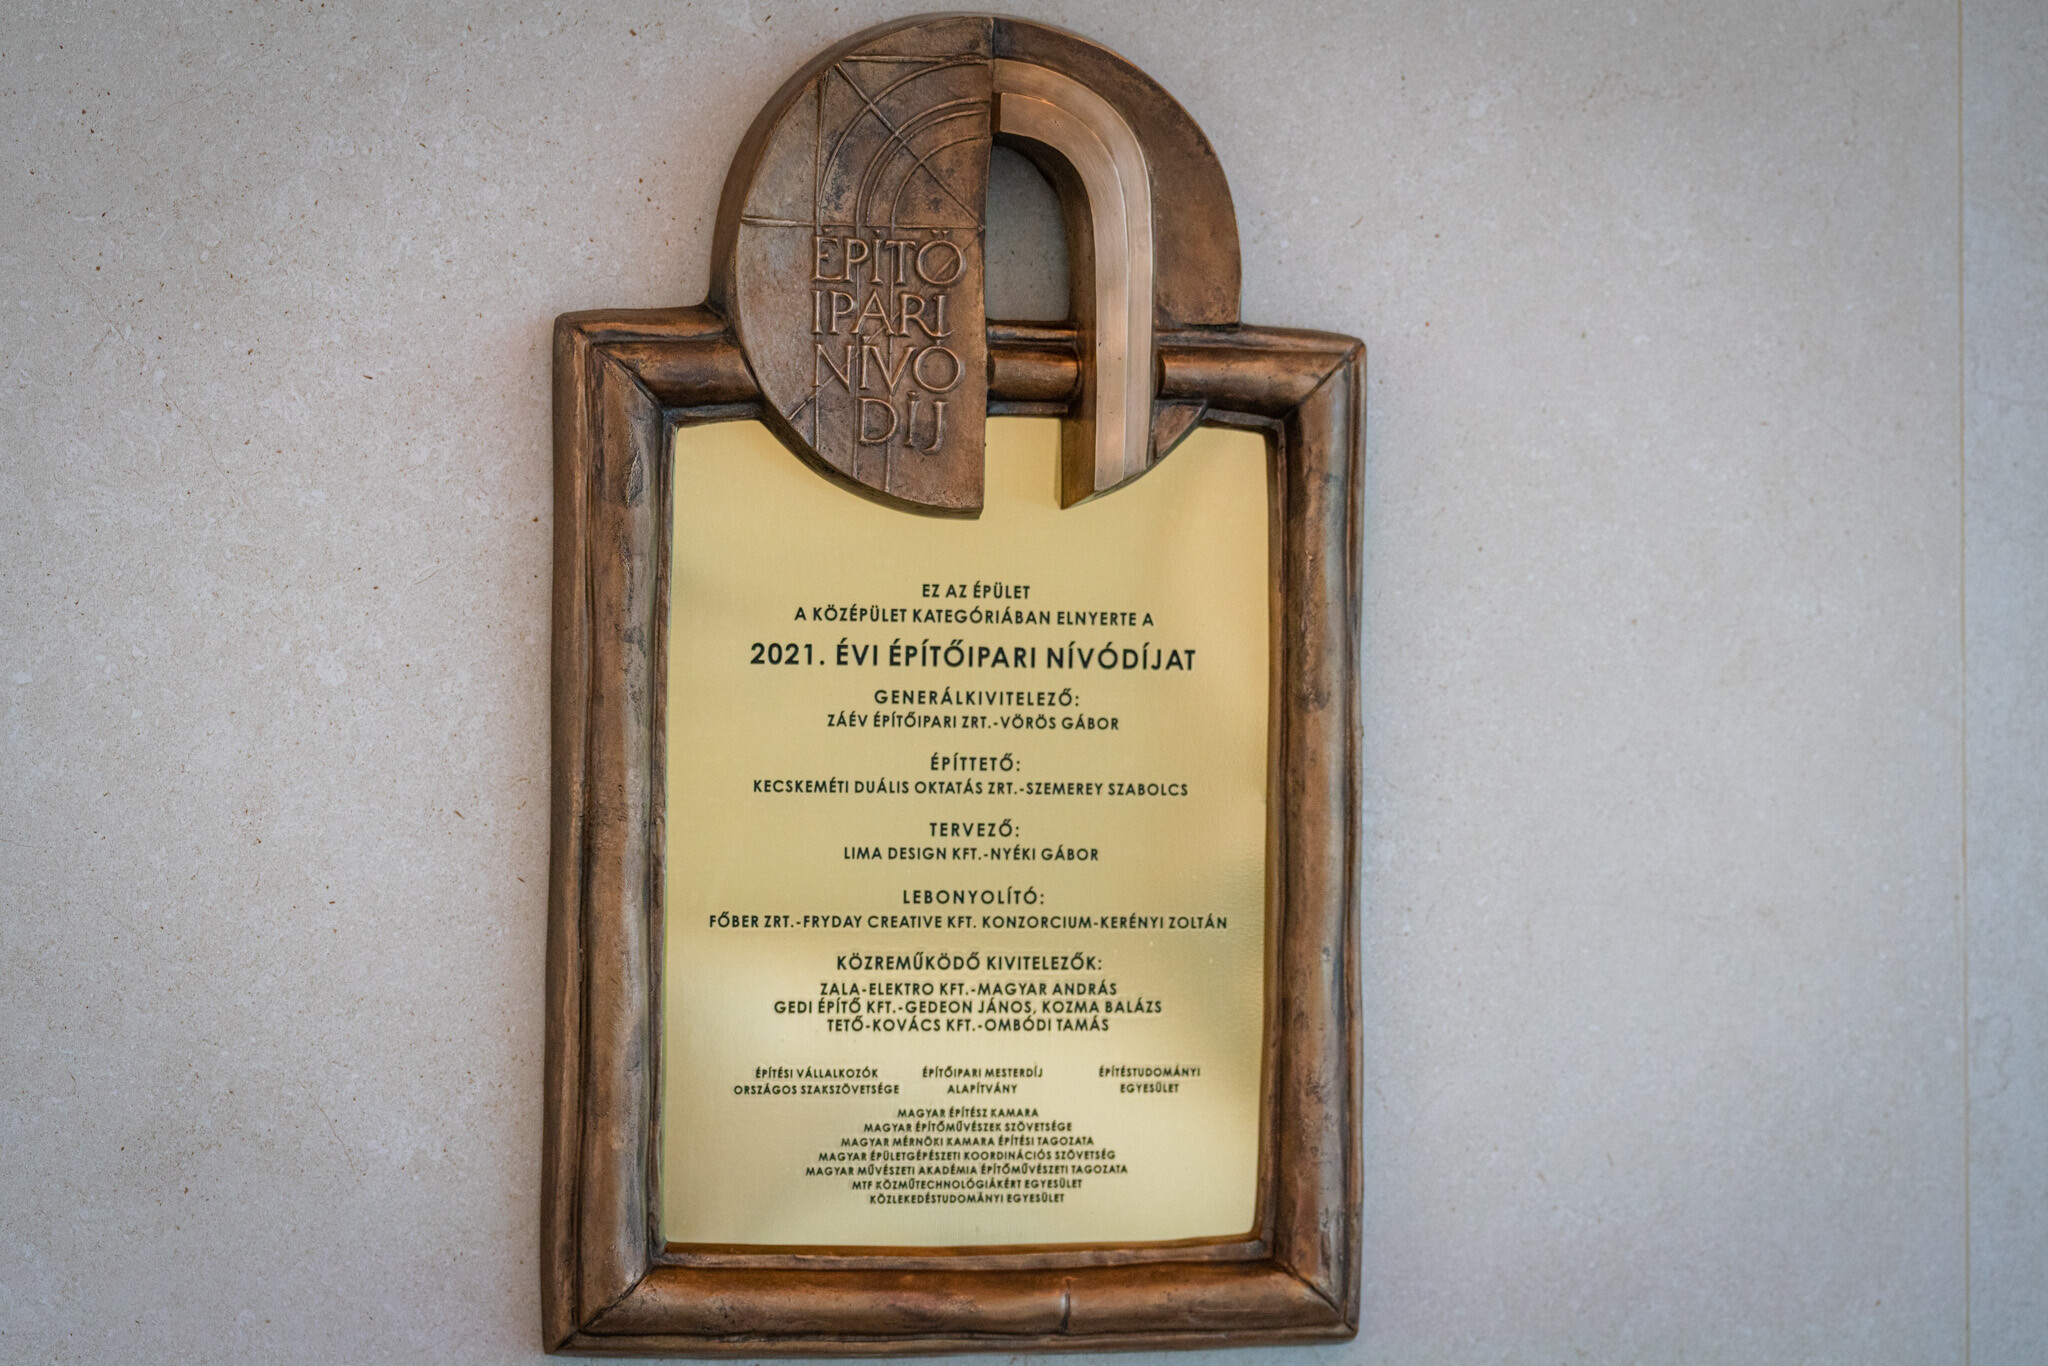 ÉPÍTŐ
IPARI
NÍVÓ
DÍJ
EZ AZ ÉPÜLET
A KÖZÉPÜLET KATEGÓRIÁBAN ELNYERTE A
2021. ÉVI ÉPÍTŐIPARI NÍVÓDÍJAT
GENERÁLKIVITELEZŐ:
ZÁÉV ÉPÍTŐIPARI ZRT.-VÖRÖS GÁBOR
ÉPÍTTETŐ:
KECSKEMÉTI DUÁLIS OKTATÁS ZRT.-SZEMEREY SZABOLCS
TERVEZŐ:
LIMA DESIGN KFT.-NYÉKI GÁBOR
LEBONYOLÍTÓ:
FŐBER ZRT.-FRYDAY CREATIVE KFT. KONZORCIUM-KERÉNYI ZOLTÁN
KÖZREMŰKÖDŐ KIVITELEZŐK:
ZALA-ELEKTRO KFT.-MAGYAR ANDRÁS
GEDI ÉPÍTŐ KFT.-GEDEON JÁNOS, KOZMA BALÁZS
TETŐ-KOVÁCS KFT.-OMBÓDI TAMÁS
ÉPÍTÉSI VÁLLALKOZÓK
ORSZÁGOS SZAKSZÖVETSÉGE
ÉPÍTŐIPARI MESTERDÍJ
ALAPÍTVÁNY
ÉPÍTÉSTUDOMÁNYI
EGYESÜLET
MAGYAR ÉPÍTÉSZ KAMARA
MAGYAR ÉPÍTŐMŰVÉSZEK SZÖVETSÉGE
MAGYAR MÉRNÖKI KAMARA ÉPÍTÉSI TAGOZATA
MAGYAR ÉPÜLETGÉPÉSZETI KOORDINÁCIÓS SZÖVETSÉG
MAGYAR MŰVÉSZETI AKADÉMIA ÉPÍTŐMŰVÉSZETI TAGOZATA
MTF KÖZMŰTECHNOLÓGIÁKÉRT EGYESÜLET
KÖZLEKEDÉSTUDOMÁNYI EGYESÜLET